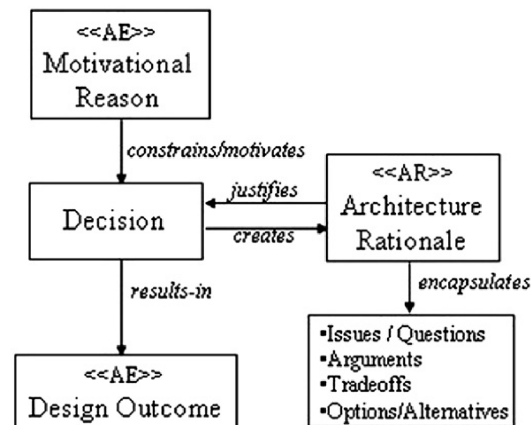 <<AE>>
Motivational
Reason
constrains/motivates
<<AR>>
Architecture
Rationale
justifies
Decision
creates
results-in
encapsulates
▪Issues / Questions
▪Arguments
▪Tradeoffs
▪Options/Alternatives
<<AE>>
Design Outcome